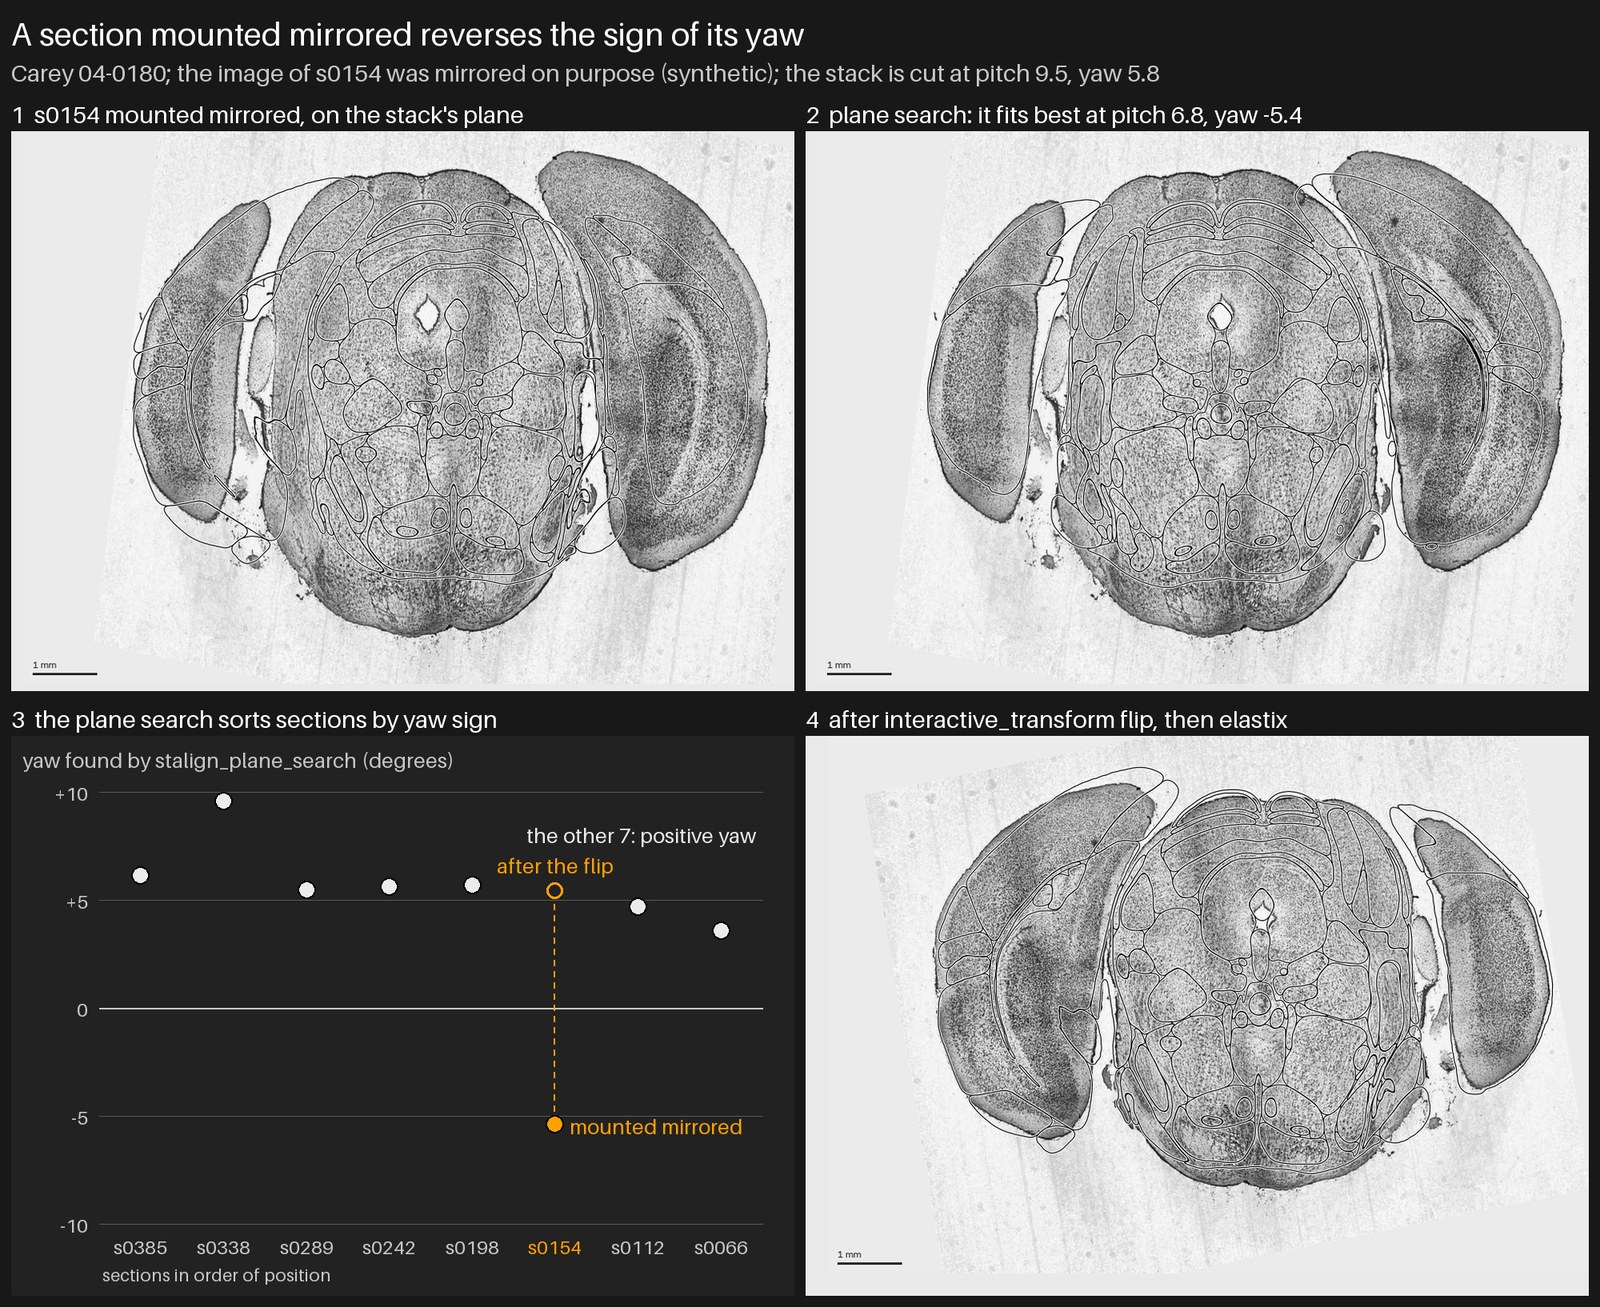 A section mounted mirrored reverses the sign of its yaw
Carey 04-0180; the image of s0154 was mirrored on purpose (synthetic); the stack is cut at pitch 9.5, yaw 5.8
1 s0154 mounted mirrored, on the stack's plane
2 plane search: it fits best at pitch 6.8, yaw -5.4
1 mm
1 mm
3 the plane search sorts sections by yaw sign
yaw found by stalign_plane_search (degrees)
+10
the other 7: positive yaw
after the flip
+5
0
-5
mounted mirrored
-10
s0385 s0338 s0289 s0242 s0198 s0154 s0112 s0066
sections in order of position
4 after interactive_transform flip, then elastix
1 mm